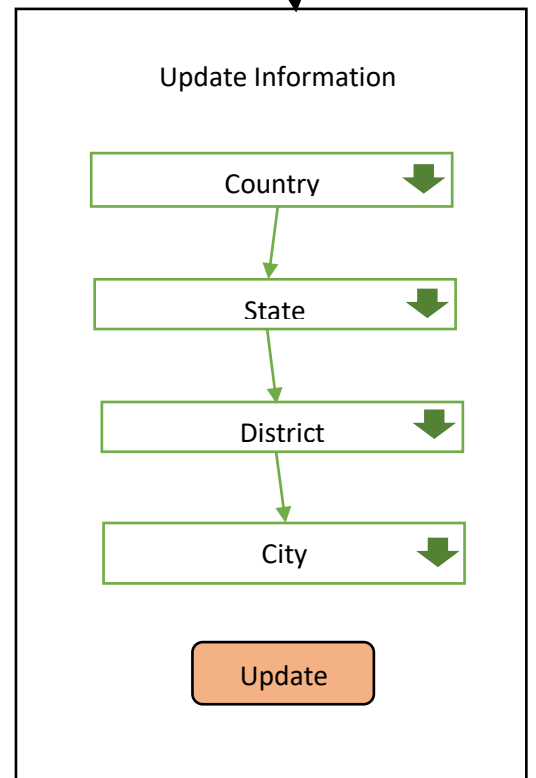 Update Information
Country
State
District
City
Update